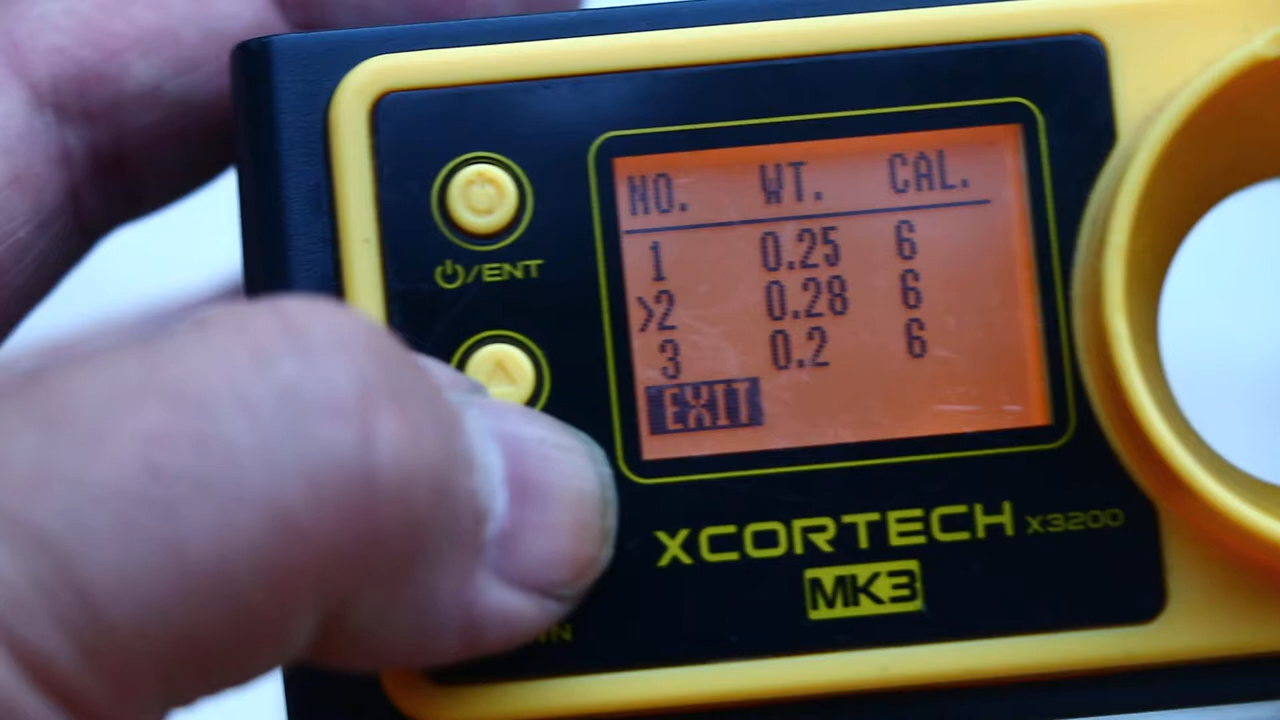 NO. WT. CAL.
1 0.25 6
>2 0.28 6
3 0.2 6
EXIT
⏻/ENT
XCORTECH X3200
MK3